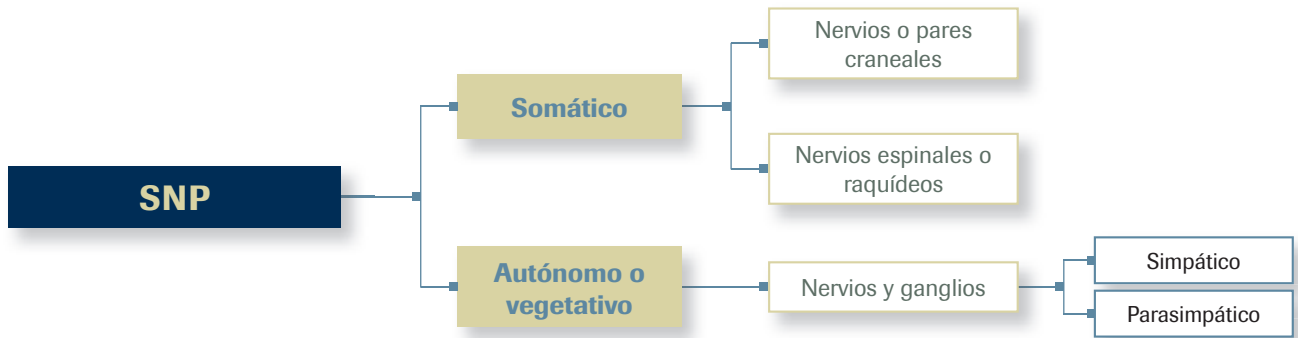 SNP
Somático
Nervios o pares
craneales
Nervios espinales o
raquídeos
Autónomo o
vegetativo
Nervios y ganglios
Simpático
Parasimpático